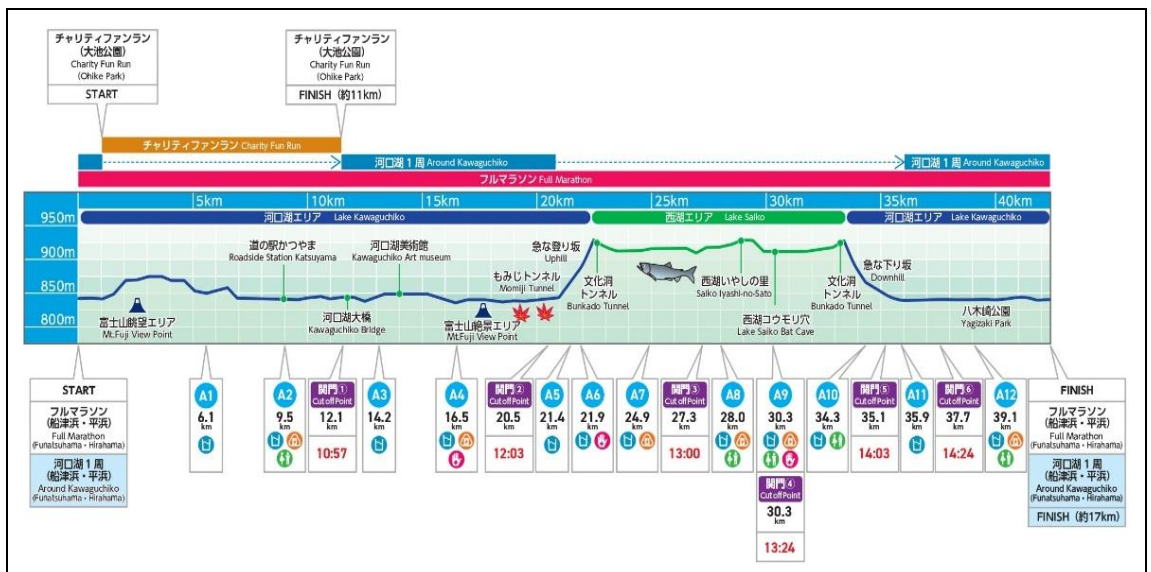 チャリティファンラン
(大池公園)
Charity Fun Run
(Ohike Park)
START
チャリティファンラン
(大池公園)
Charity Fun Run
(Ohike Park)
FINISH (約11km)
チャリティファンラン Charity Fun Run
河口湖1周 Around Kawaguchiko
河口湖1周 Around Kawaguchiko
フルマラソン Full Marathon
5km
10km
15km
20km
25km
30km
35km
40km
950m
900m
850m
800m
河口湖エリア Lake Kawaguchiko
西湖エリア Lake Saiko
河口湖エリア Lake Kawaguchiko
富士山眺望エリア
Mt.Fuji View Point
道の駅かつやま
Roadside Station Katsuyama
河口湖大橋
Kawaguchiko Bridge
河口湖美術館
Kawaguchiko Art museum
富士山絶景エリア
Mt.Fuji View Point
もみじトンネル
Momiji Tunnel
急な登り坂
Uphill
文化洞
トンネル
Bunkado Tunnel
西湖いやしの里
Saiko Iyashi-no-Sato
西湖コウモリ穴
Lake Saiko Bat Cave
文化洞
トンネル
Bunkado Tunnel
急な下り坂
Downhill
八木崎公園
Yagizaki Park
START
フルマラソン
(船津浜・平浜)
Full Marathon
(Funatsuhama・Hirahama)
河口湖1周
(船津浜・平浜)
Around Kawaguchiko
(Funatsuhama・Hirahama)
A1
6.1
km
A2
9.5
km
関門①
Cut off Point
12.1
km
10:57
A3
14.2
km
A4
16.5
km
関門②
Cut off Point
20.5
km
12:03
A5
21.4
km
A6
21.9
km
A7
24.9
km
関門③
Cut off Point
27.3
km
13:00
A8
28.0
km
A9
30.3
km
関門④
Cut off Point
30.3
km
13:24
A10
34.3
km
関門⑤
Cut off Point
35.1
km
14:03
A11
35.9
km
関門⑥
Cut off Point
37.7
km
14:24
A12
39.1
km
FINISH
フルマラソン
(船津浜・平浜)
Full Marathon
(Funatsuhama・Hirahama)
河口湖1周
(船津浜・平浜)
Around Kawaguchiko
(Funatsuhama・Hirahama)
FINISH (約17km)